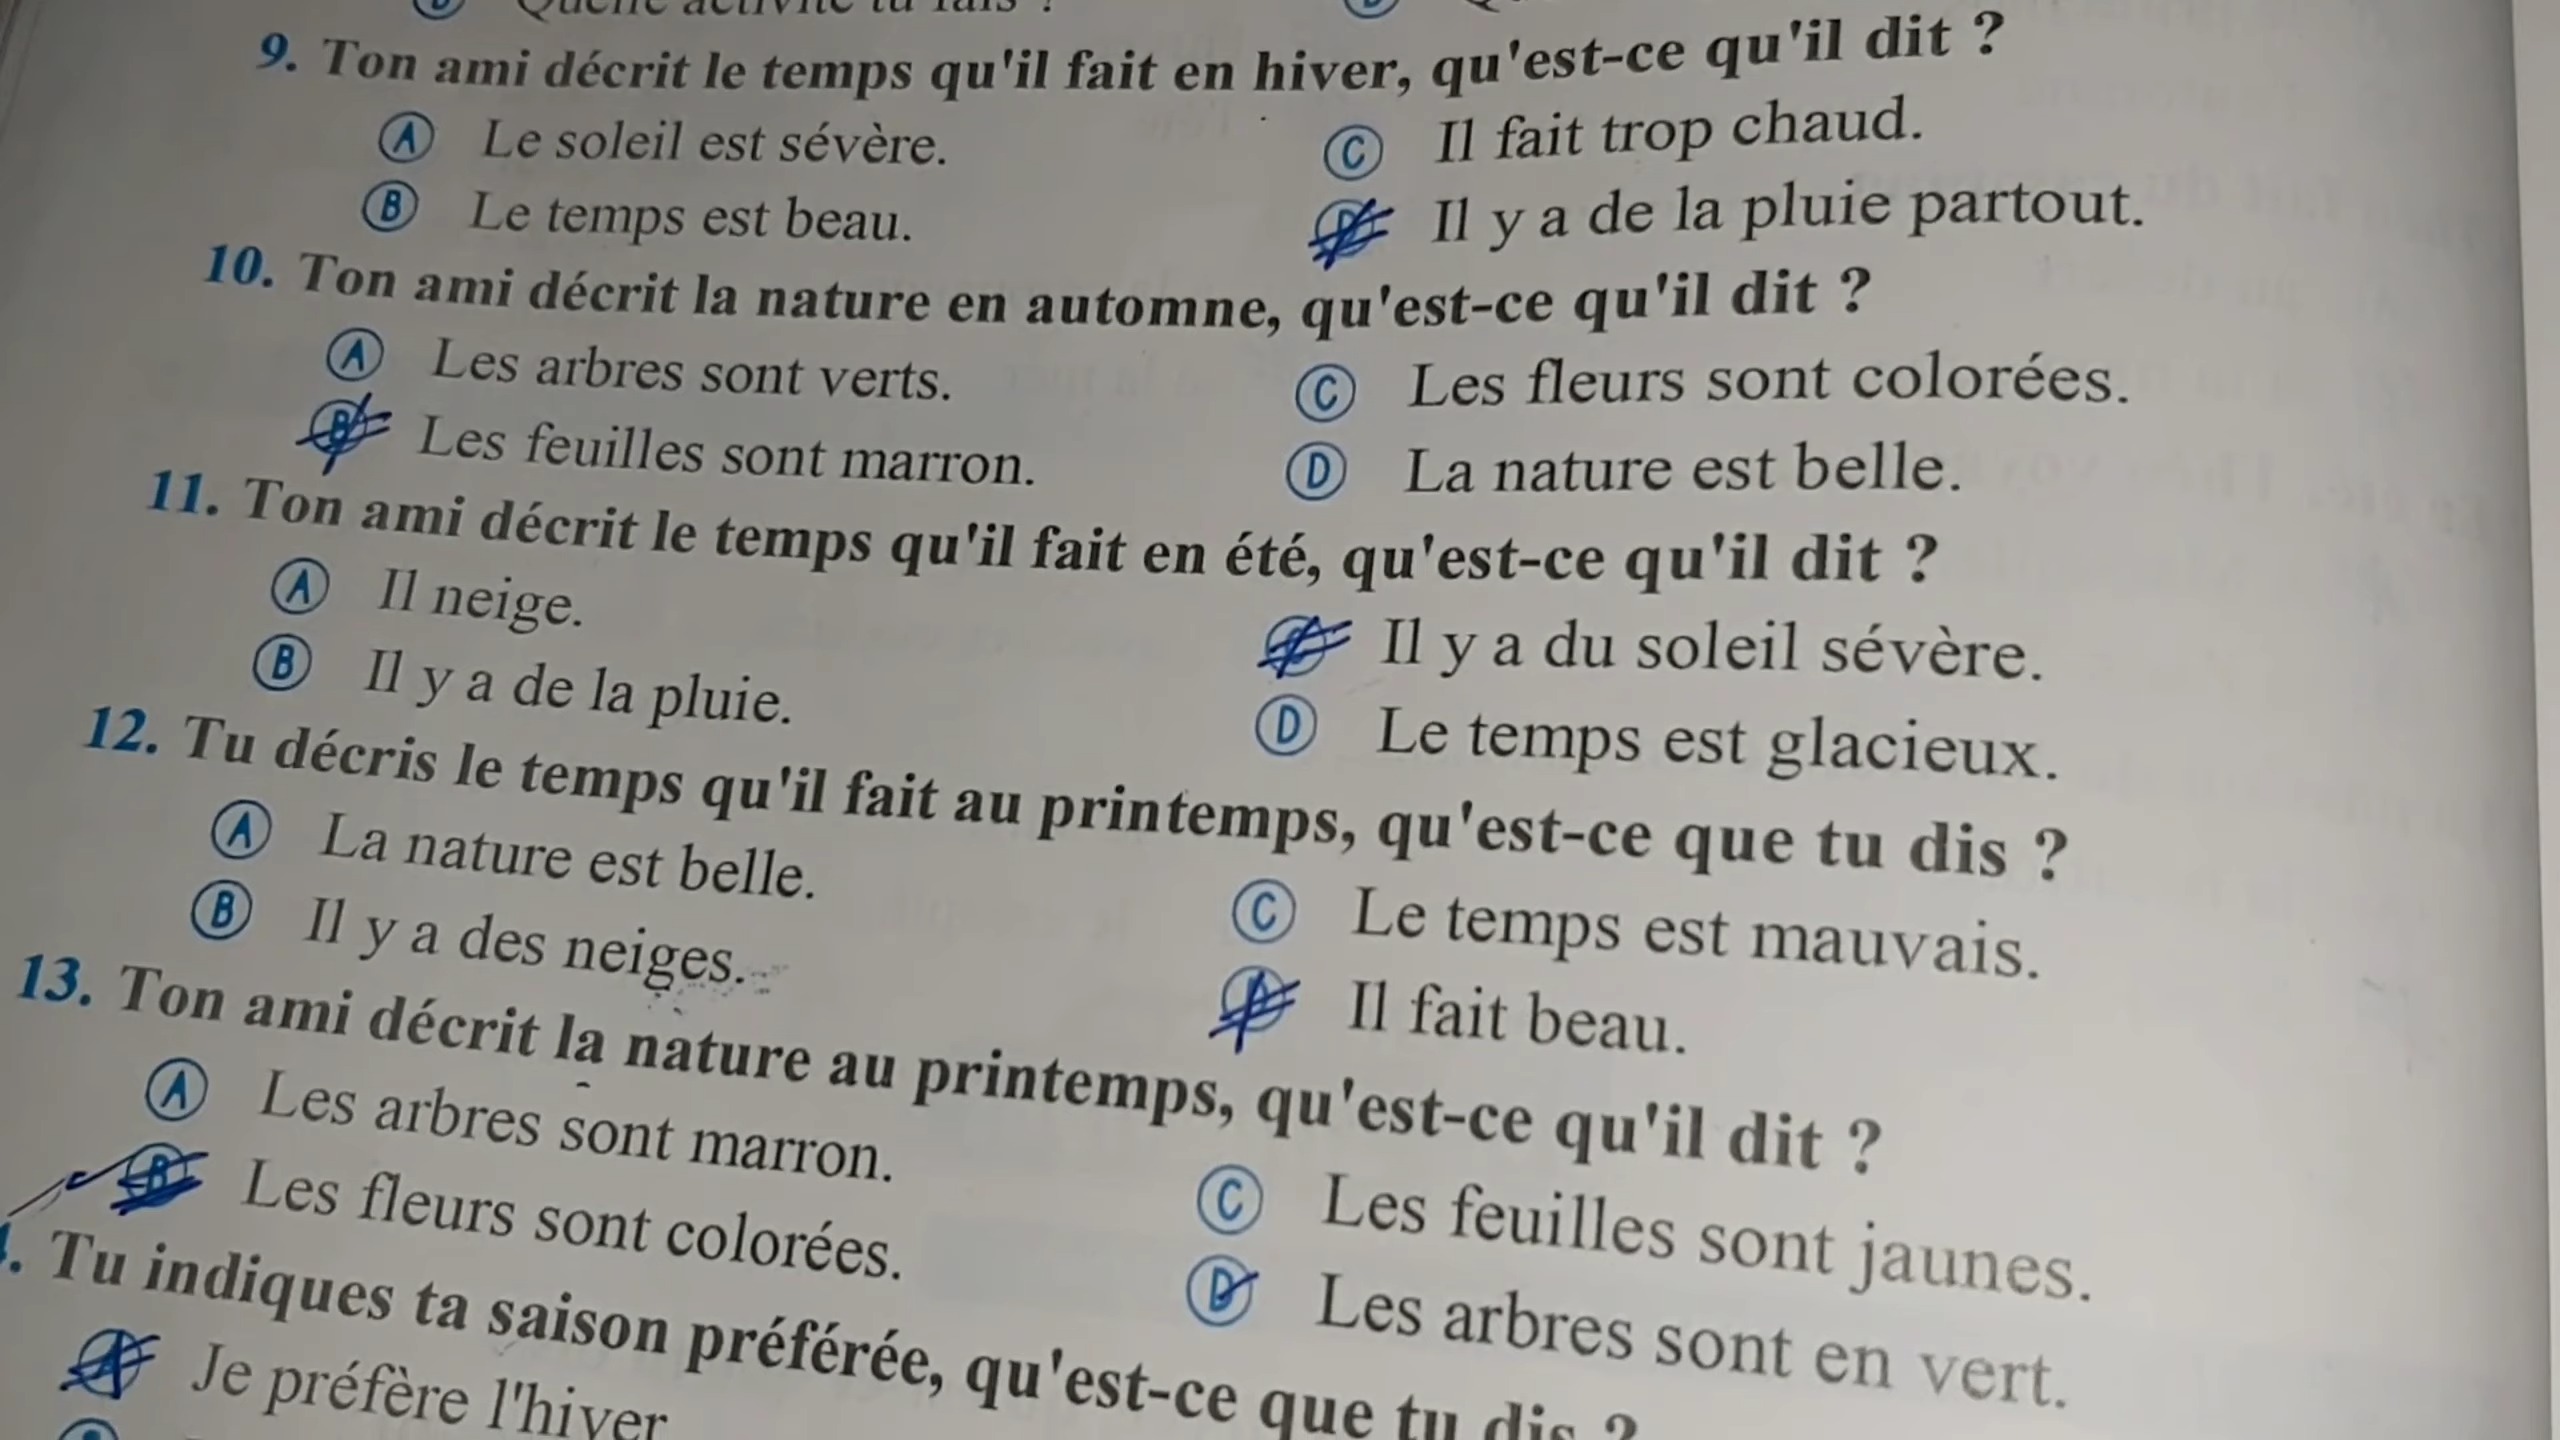 Quelle activité tu fais ?
9. Ton ami décrit le temps qu'il fait en hiver, qu'est-ce qu'il dit ?
A Le soleil est sévère.
C Il fait trop chaud.
B Le temps est beau.
D Il y a de la pluie partout.
10. Ton ami décrit la nature en automne, qu'est-ce qu'il dit ?
A Les arbres sont verts.
C Les fleurs sont colorées.
B Les feuilles sont marron.
D La nature est belle.
11. Ton ami décrit le temps qu'il fait en été, qu'est-ce qu'il dit ?
A Il neige.
C Il y a du soleil sévère.
B Il y a de la pluie.
D Le temps est glacieux.
12. Tu décris le temps qu'il fait au printemps, qu'est-ce que tu dis ?
A La nature est belle.
C Le temps est mauvais.
B Il y a des neiges.
D Il fait beau.
13. Ton ami décrit la nature au printemps, qu'est-ce qu'il dit ?
A Les arbres sont marron.
C Les feuilles sont jaunes.
B Les fleurs sont colorées.
D Les arbres sont en vert.
. Tu indiques ta saison préférée, qu'est-ce que tu dis ?
A Je préfère l'hiver